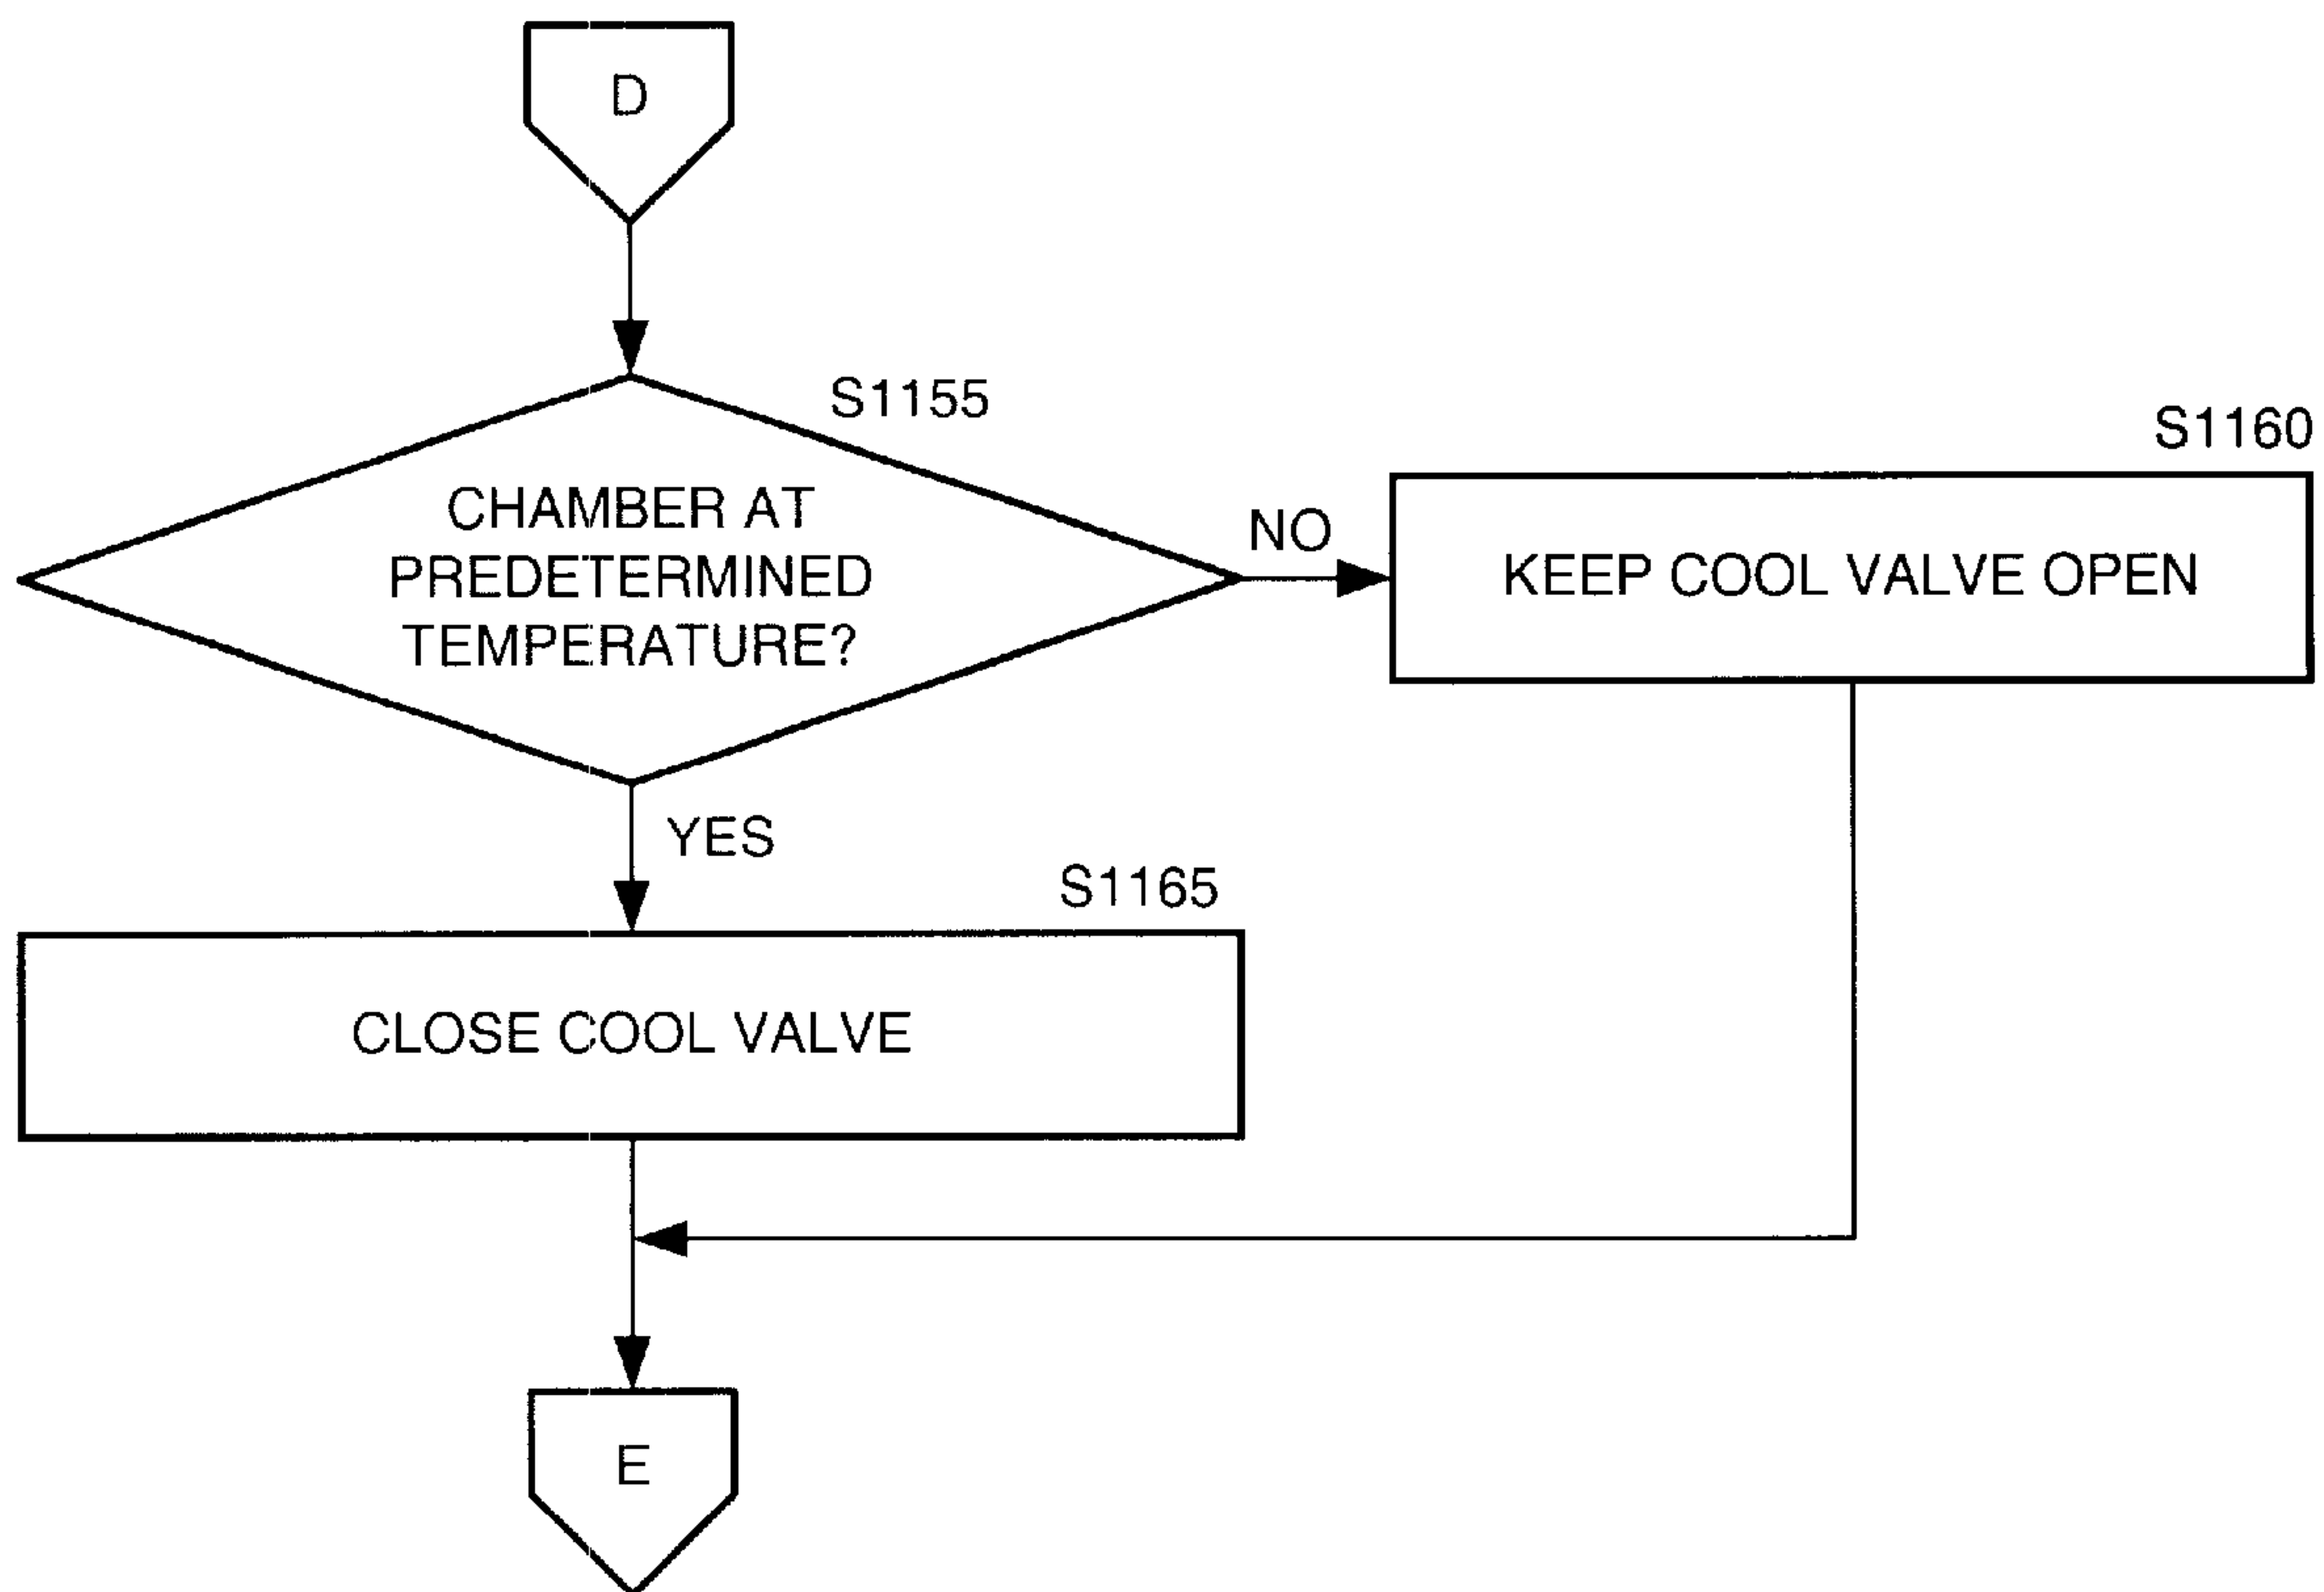 D
S1155
CHAMBER AT
PREDETERMINED
TEMPERATURE?
NO
S1160
KEEP COOL VALVE OPEN
YES
S1165
CLOSE COOL VALVE
E